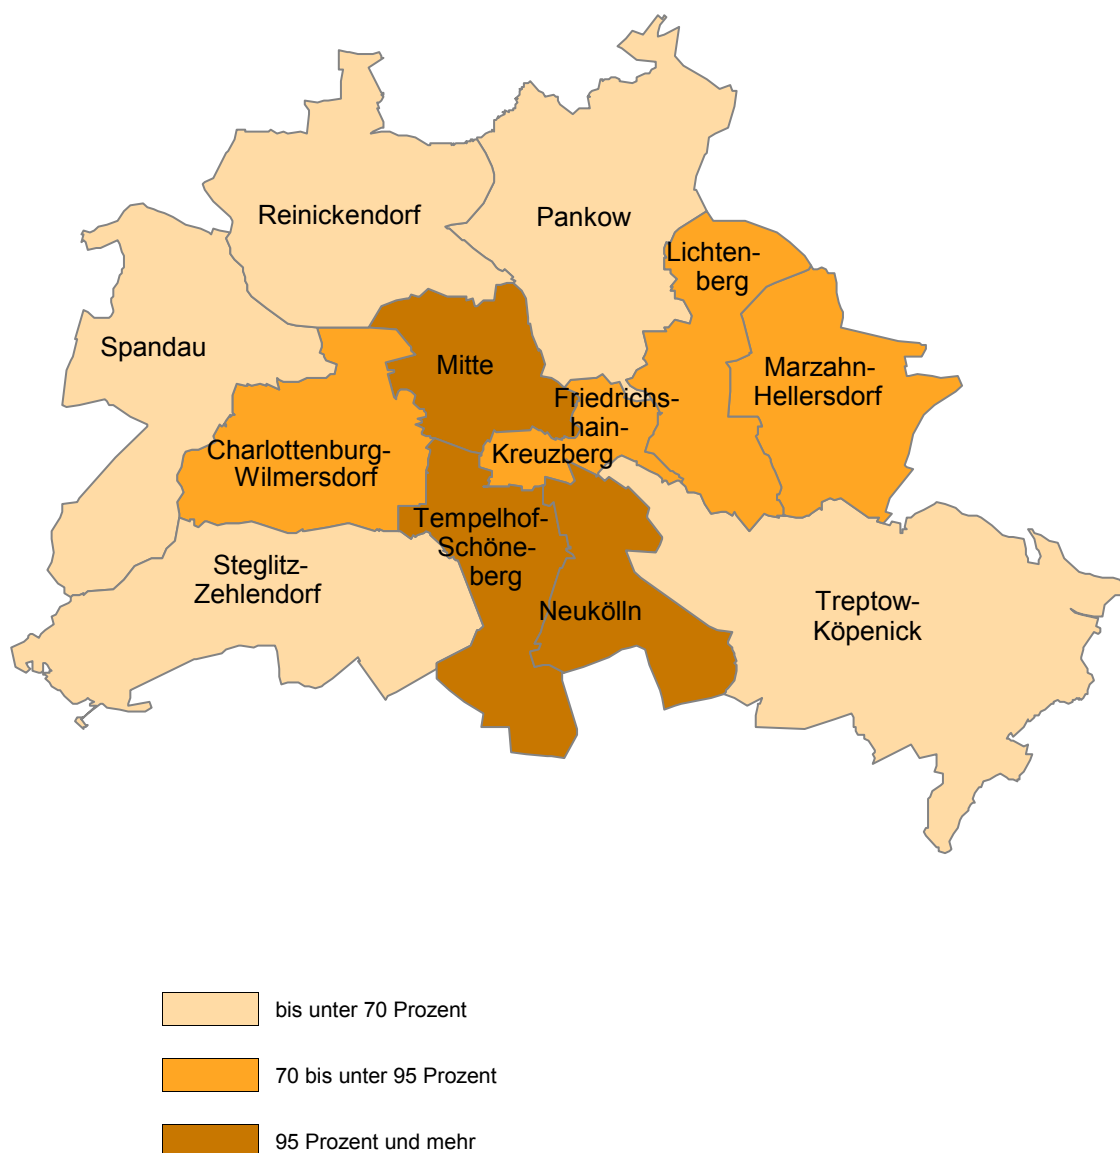 Reinickendorf
Pankow
Lichten-
berg
Spandau
Mitte
Marzahn-
Hellersdorf
Friedrichs-
hain-
Kreuzberg
Charlottenburg-
Wilmersdorf
Tempelhof-
Schöne-
berg
Steglitz-
Zehlendorf
Neukölln
Treptow-
Köpenick
bis unter 70 Prozent
70 bis unter 95 Prozent
95 Prozent und mehr